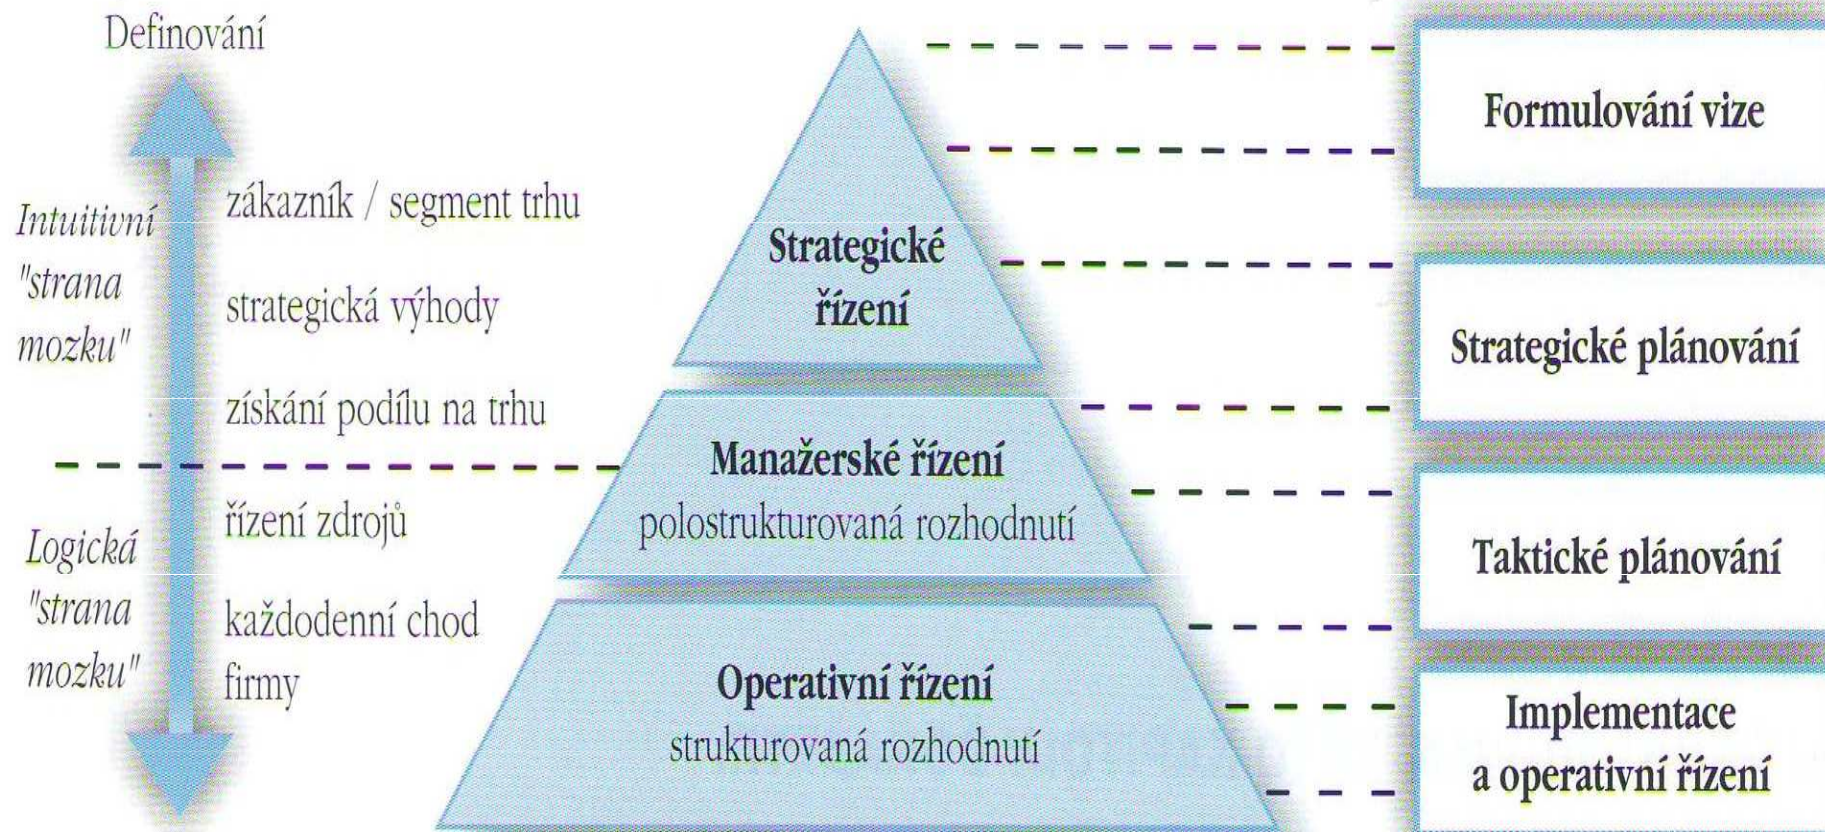 Definování
Intuitivní
"strana
mozku"
zákazník / segment trhu
strategická výhody
získání podílu na trhu
Logická
"strana
mozku"
řízení zdrojů
každodenní chod
firmy
Strategické
řízení
Manažerské řízení
polostrukturovaná rozhodnutí
Operativní řízení
strukturovaná rozhodnutí
Formulování vize
Strategické plánování
Taktické plánování
Implementace
a operativní řízení